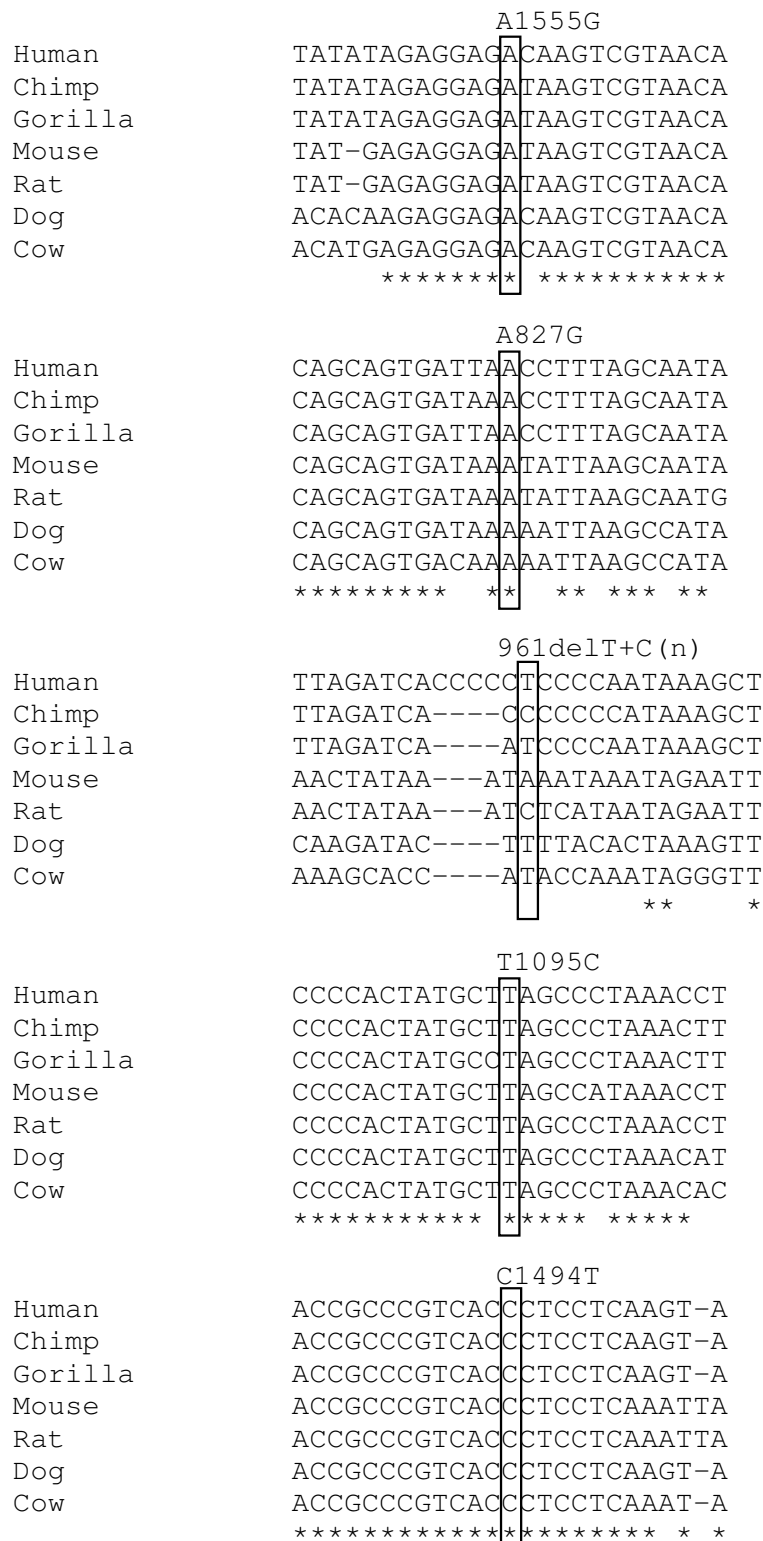 A1555G
Human TATATAGAGGAGACAAGTCGTAACA
Chimp TATATAGAGGAGATAAGTCGTAACA
Gorilla TATATAGAGGAGATAAGTCGTAACA
Mouse TAT-GAGAGGAGATAAGTCGTAACA
Rat TAT-GAGAGGAGATAAGTCGTAACA
Dog ACACAAGAGGAGACAAGTCGTAACA
Cow ACATGAGAGGAGACAAGTCGTAACA
******** ***********
A827G
Human CAGCAGTGATTAACCTTTAGCAATA
Chimp CAGCAGTGATAAACCTTTAGCAATA
Gorilla CAGCAGTGATTAACCTTTAGCAATA
Mouse CAGCAGTGATAAATATTAAGCAATA
Rat CAGCAGTGATAAATATTAAGCAATG
Dog CAGCAGTGATAAAAATTAAGCCATA
Cow CAGCAGTGACAAAAATTAAGCCATA
********* ** ** *** **
961delT+C(n)
Human TTAGATCACCCCCTCCCCAATAAAGCT
Chimp TTAGATCA----CCCCCCCATAAAGCT
Gorilla TTAGATCA----ATCCCCAATAAAGCT
Mouse AACTATAA---ATAAATAAATAGAATT
Rat AACTATAA---ATCTCATAATAGAATT
Dog CAAGATAC----TTTTACACTAAAGTT
Cow AAAGCACC----ATACCAAATAGGGTT
** *
T1095C
Human CCCCACTATGCTTAGCCCTAAACCT
Chimp CCCCACTATGCTTAGCCCTAAACTT
Gorilla CCCCACTATGCCTAGCCCTAAACTT
Mouse CCCCACTATGCTTAGCCATAAACCT
Rat CCCCACTATGCTTAGCCCTAAACCT
Dog CCCCACTATGCTTAGCCCTAAACAT
Cow CCCCACTATGCTTAGCCCTAAACAC
*********** ***** *****
C1494T
Human ACCGCCCGTCACCCTCCTCAAGT-A
Chimp ACCGCCCGTCACCCTCCTCAAGT-A
Gorilla ACCGCCCGTCACCCTCCTCAAGT-A
Mouse ACCGCCCGTCACCCTCCTCAAATTA
Rat ACCGCCCGTCACCCTCCTCAAATTA
Dog ACCGCCCGTCACCCTCCTCAAGT-A
Cow ACCGCCCGTCACCCTCCTCAAAT-A
********************* * *